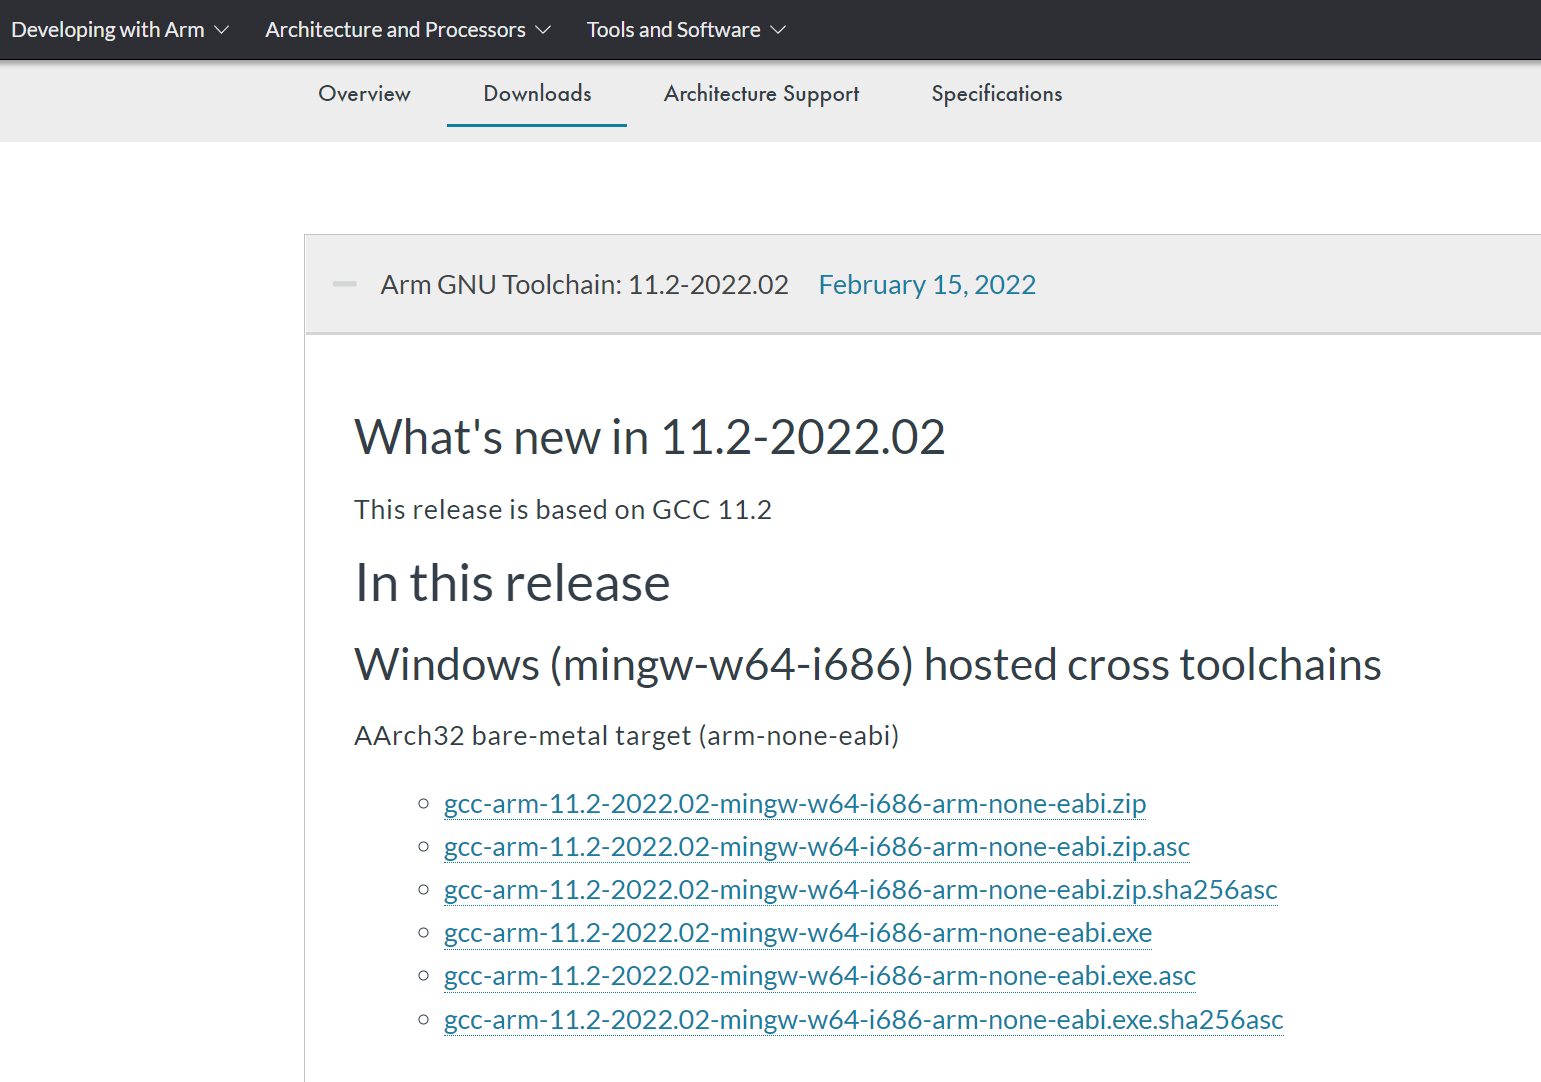 Developing with Arm Architecture and Processors Tools and Software
Overview Downloads Architecture Support Specifications
Arm GNU Toolchain: 11.2-2022.02 February 15, 2022
What's new in 11.2-2022.02
This release is based on GCC 11.2
In this release
Windows (mingw-w64-i686) hosted cross toolchains
AArch32 bare-metal target (arm-none-eabi)
gcc-arm-11.2-2022.02-mingw-w64-i686-arm-none-eabi.zip
gcc-arm-11.2-2022.02-mingw-w64-i686-arm-none-eabi.zip.asc
gcc-arm-11.2-2022.02-mingw-w64-i686-arm-none-eabi.zip.sha256asc
gcc-arm-11.2-2022.02-mingw-w64-i686-arm-none-eabi.exe
gcc-arm-11.2-2022.02-mingw-w64-i686-arm-none-eabi.exe.asc
gcc-arm-11.2-2022.02-mingw-w64-i686-arm-none-eabi.exe.sha256asc